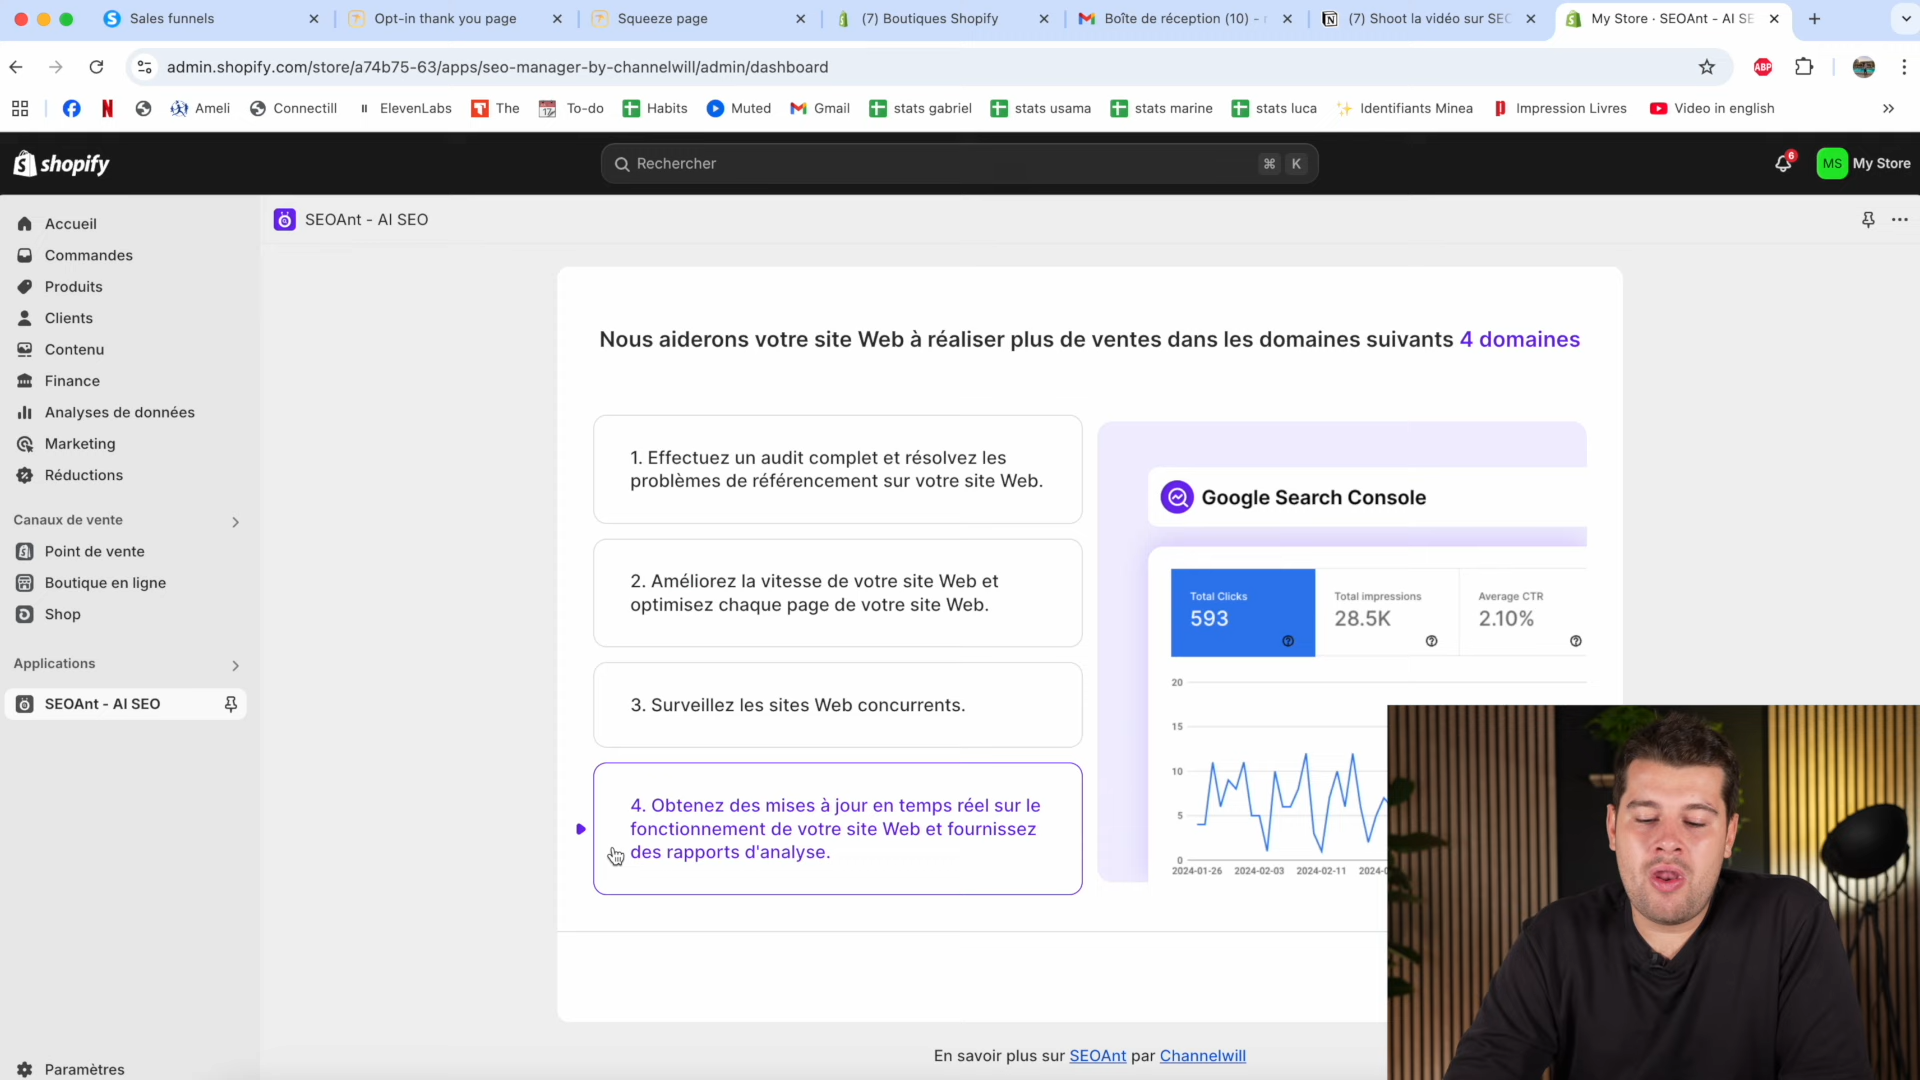 Sales funnels
Opt-in thank you page
Squeeze page
(7) Boutiques Shopify
Boîte de réception (10) -
(7) Shoot la vidéo sur SEO
My Store · SEOAnt - AI SE
admin.shopify.com/store/a74b75-63/apps/seo-manager-by-channelwill/admin/dashboard
ABP
Ameli
Connectill
ElevenLabs
The
To-do
Habits
Muted
Gmail
stats gabriel
stats usama
stats marine
stats luca
Identifiants Minea
Impression Livres
Video in english
shopify
Rechercher
⌘ K
6
MS
My Store
Accueil
Commandes
Produits
Clients
Contenu
Finance
Analyses de données
Marketing
Réductions
Canaux de vente
Point de vente
Boutique en ligne
Shop
Applications
SEOAnt - AI SEO
Paramètres
SEOAnt - AI SEO
Nous aiderons votre site Web à réaliser plus de ventes dans les domaines suivants 4 domaines
1. Effectuez un audit complet et résolvez les
problèmes de référencement sur votre site Web.
2. Améliorez la vitesse de votre site Web et
optimisez chaque page de votre site Web.
3. Surveillez les sites Web concurrents.
4. Obtenez des mises à jour en temps réel sur le
fonctionnement de votre site Web et fournissez
des rapports d'analyse.
Google Search Console
Total Clicks
593
Total impressions
28.5K
Average CTR
2.10%
20
15
10
5
0
2024-01-26 2024-02-03 2024-02-11 2024-0
En savoir plus sur SEOAnt par Channelwill